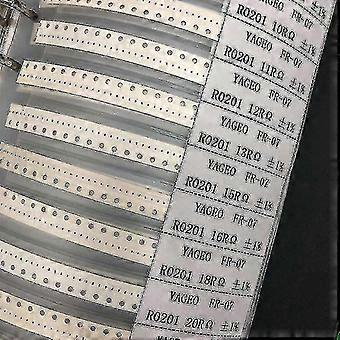 R0201 10RΩ ±1%
YAGEO FR-07
R0201 11RΩ ±1%
YAGEO FR-07
R0201 12RΩ ±1%
YAGEO FR-07
R0201 13RΩ ±1%
YAGEO FR-07
R0201 15RΩ ±1%
YAGEO FR-07
R0201 16RΩ ±1%
YAGEO FR-07
R0201 18RΩ ±1%
YAGEO FR-07
R0201 20RΩ ±1%